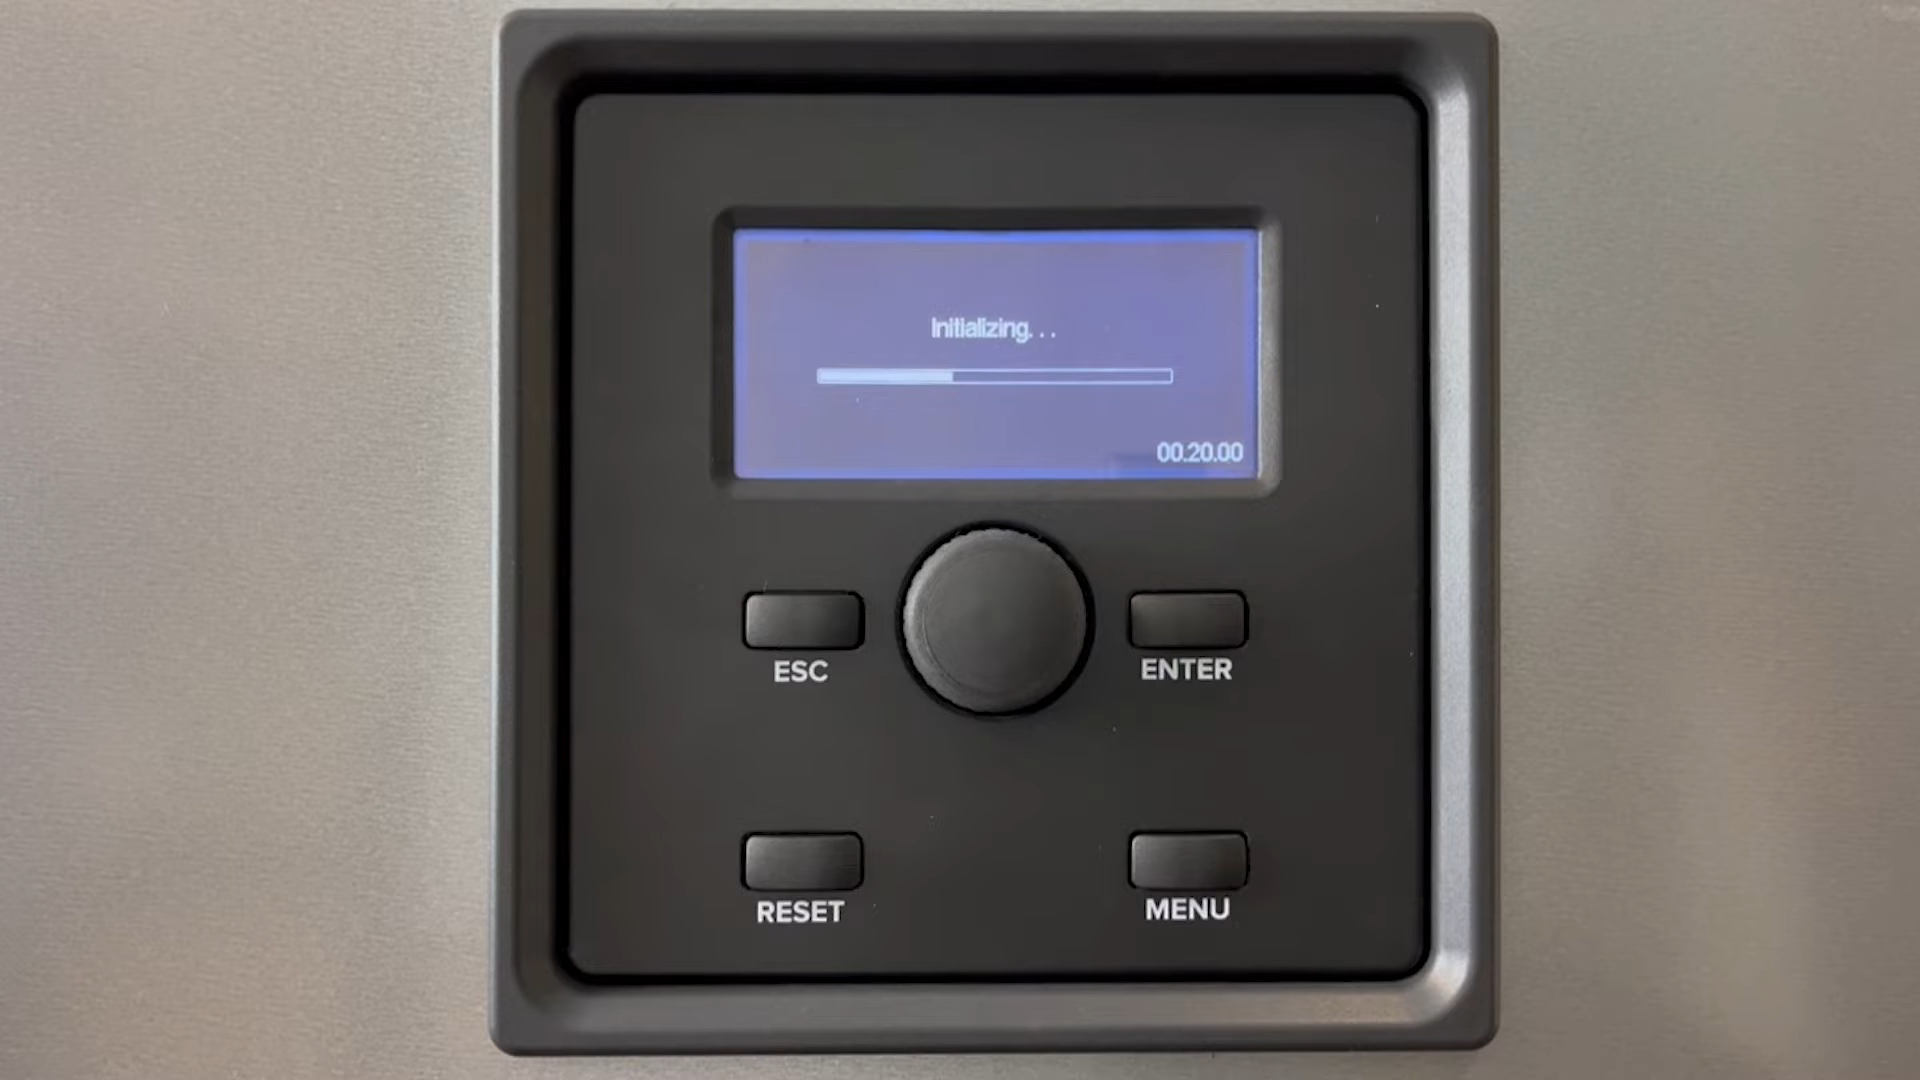 Initializing. . .
00.20.00
ESC
ENTER
RESET
MENU